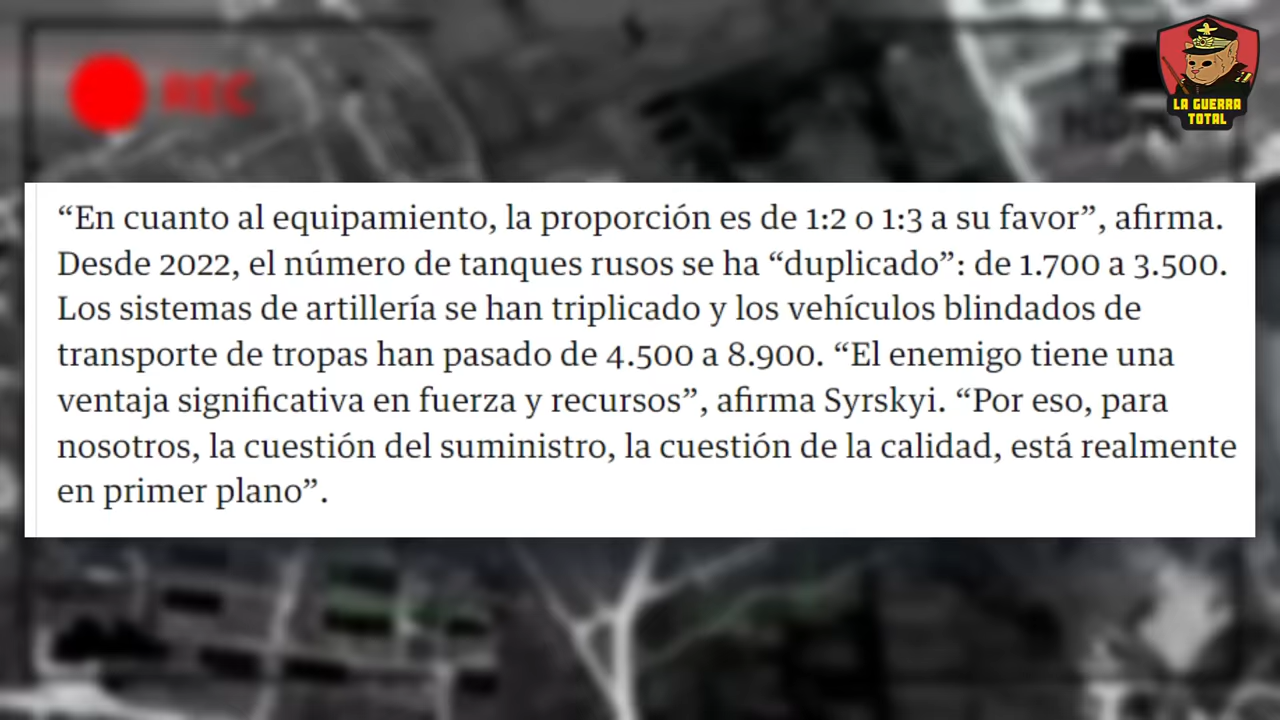 REC
LA GUERRA
TOTAL
“En cuanto al equipamiento, la proporción es de 1:2 o 1:3 a su favor”, afirma.
Desde 2022, el número de tanques rusos se ha “duplicado”: de 1.700 a 3.500.
Los sistemas de artillería se han triplicado y los vehículos blindados de
transporte de tropas han pasado de 4.500 a 8.900. “El enemigo tiene una
ventaja significativa en fuerza y recursos”, afirma Syrskyi. “Por eso, para
nosotros, la cuestión del suministro, la cuestión de la calidad, está realmente
en primer plano”.